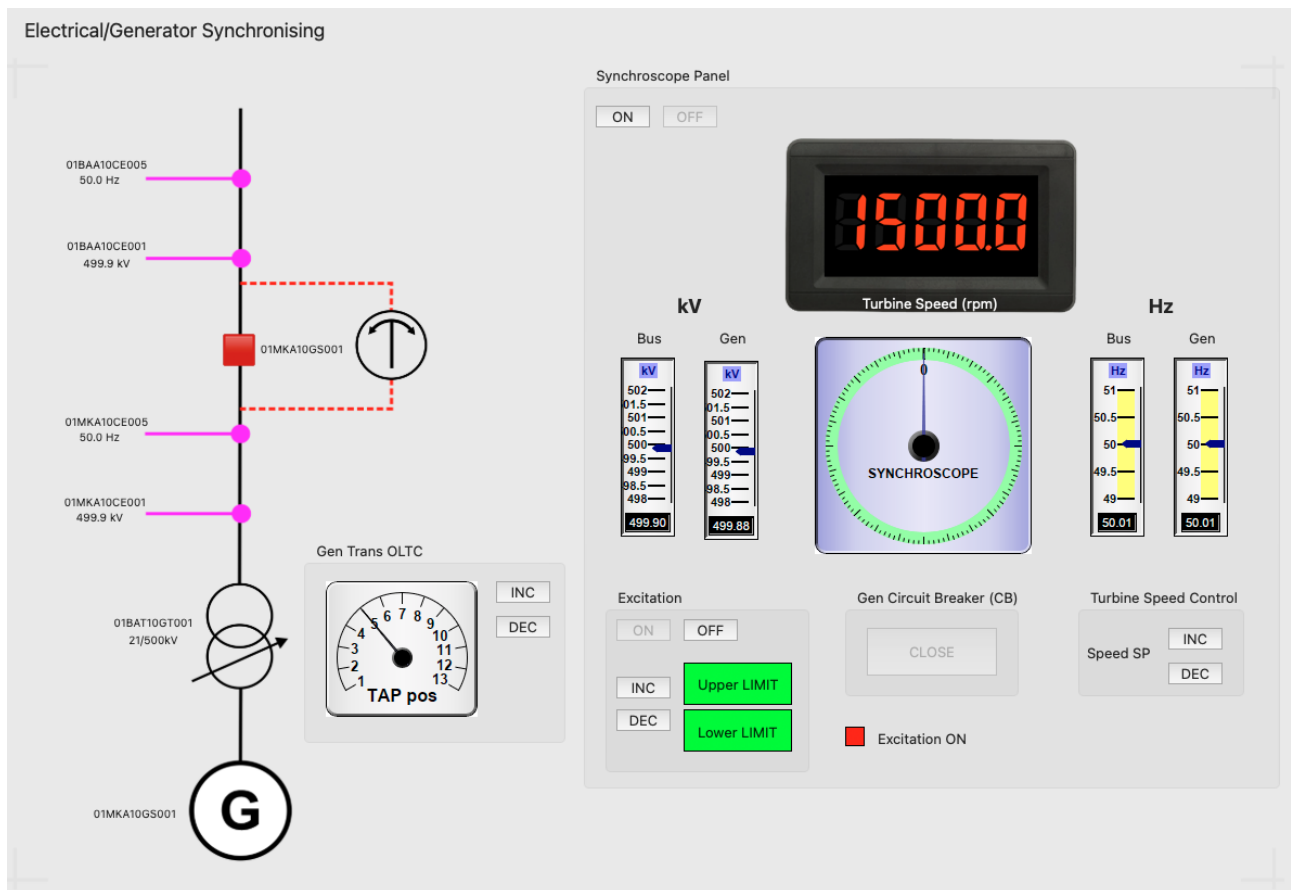 Electrical/Generator Synchronising
Synchroscope Panel
ON
OFF
01BAA10CE005
50.0 Hz
01BAA10CE001
499.9 kV
01MKA10GS001
01MKA10CE005
50.0 Hz
01MKA10CE001
499.9 kV
01BAT10GT001
21/500kV
G
01MKA10GS001
Gen Trans OLTC
1
2
3
4
5
6
7
8
9
10
11
12
13
TAP pos
INC
DEC
1500.0
Turbine Speed (rpm)
kV
Bus
Gen
kV
502
01.5
501
00.5
500
99.5
499
98.5
498
499.90
kV
502
01.5
501
00.5
500
99.5
499
98.5
498
499.88
0
SYNCHROSCOPE
Hz
Bus
Gen
Hz
51
50.5
50
49.5
49
50.01
Hz
51
50.5
50
49.5
49
50.01
Excitation
ON
OFF
INC
DEC
Upper LIMIT
Lower LIMIT
Gen Circuit Breaker (CB)
CLOSE
Excitation ON
Turbine Speed Control
Speed SP
INC
DEC